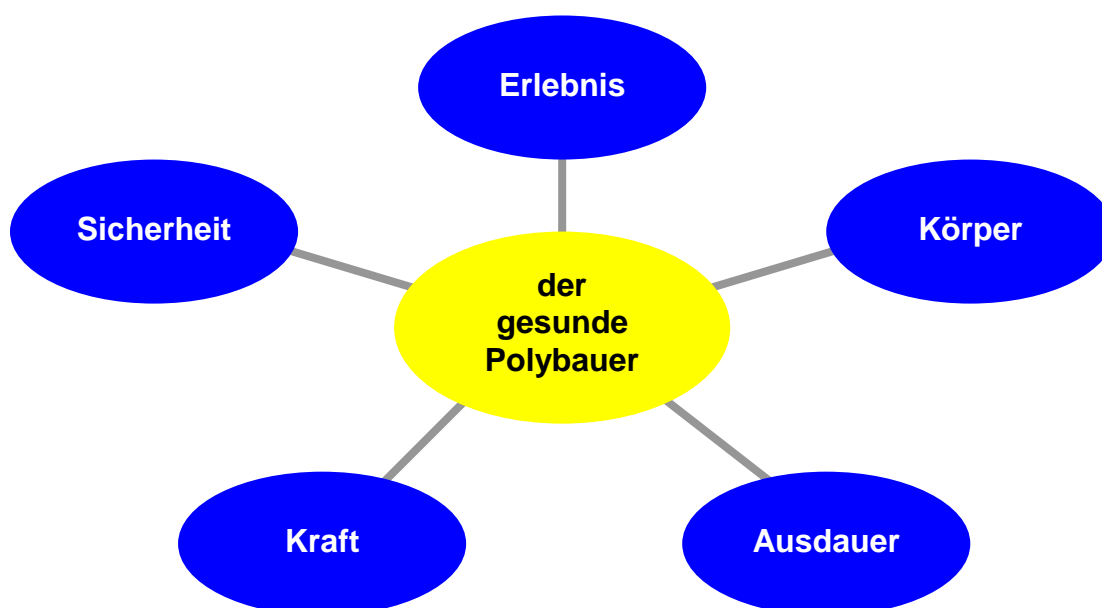 Erlebnis
Sicherheit
Körper
der
gesunde
Polybauer
Kraft
Ausdauer